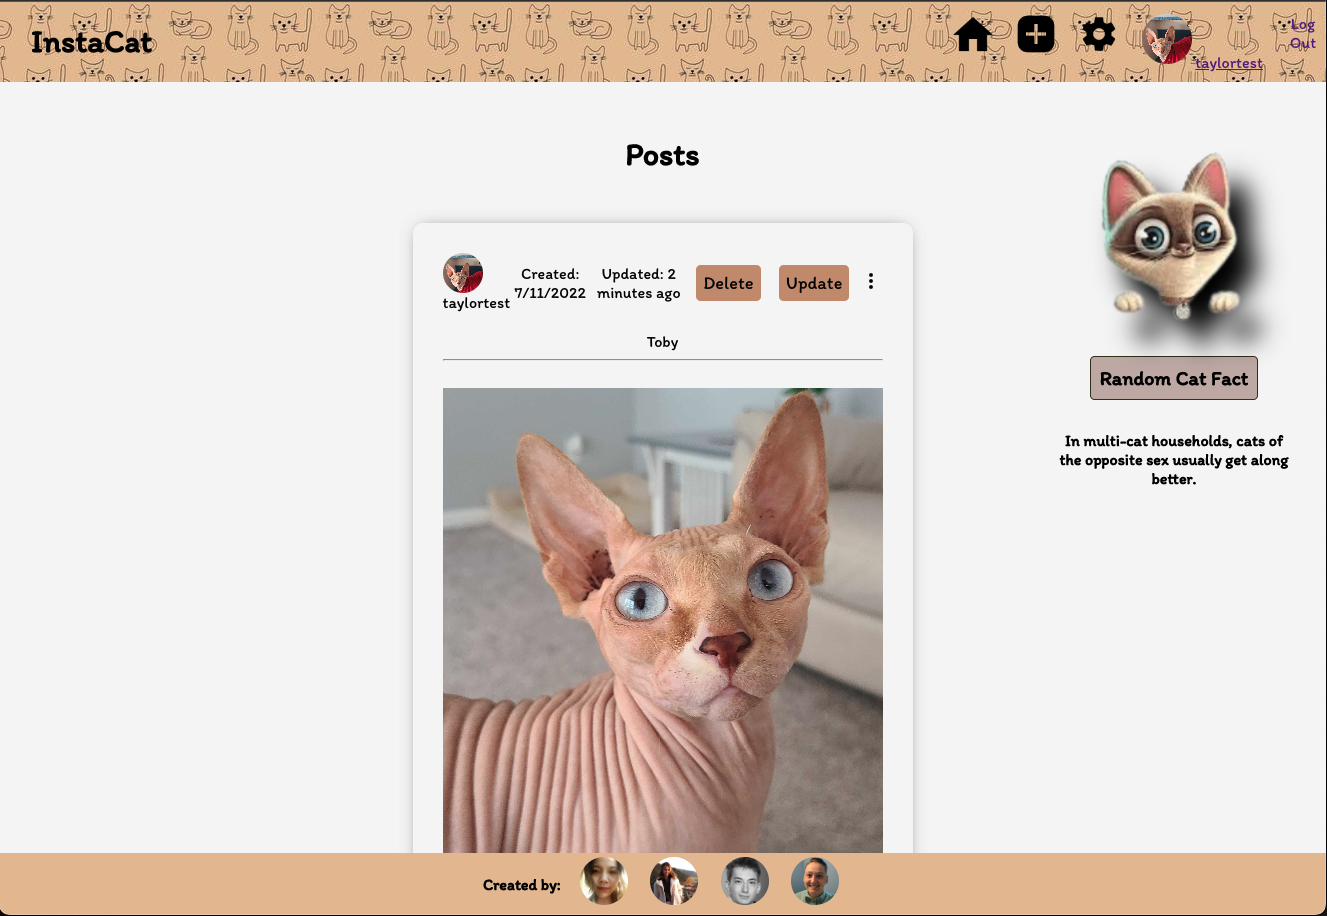 InstaCat
Log
Out
taylortest
Posts
Created:
7/11/2022
Updated: 2
minutes ago
Delete
Update
taylortest
Toby
Random Cat Fact
In multi-cat households, cats of
the opposite sex usually get along
better.
Created by: